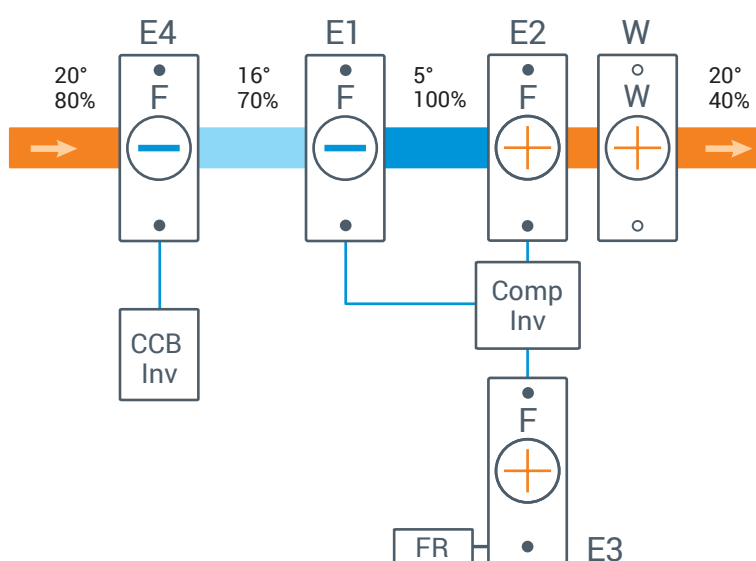 E4
E1
E2
W
20°
80%
16°
70%
5°
100%
20°
40%
F
F
F
W
CCB
Inv
Comp
Inv
F
FR
E3